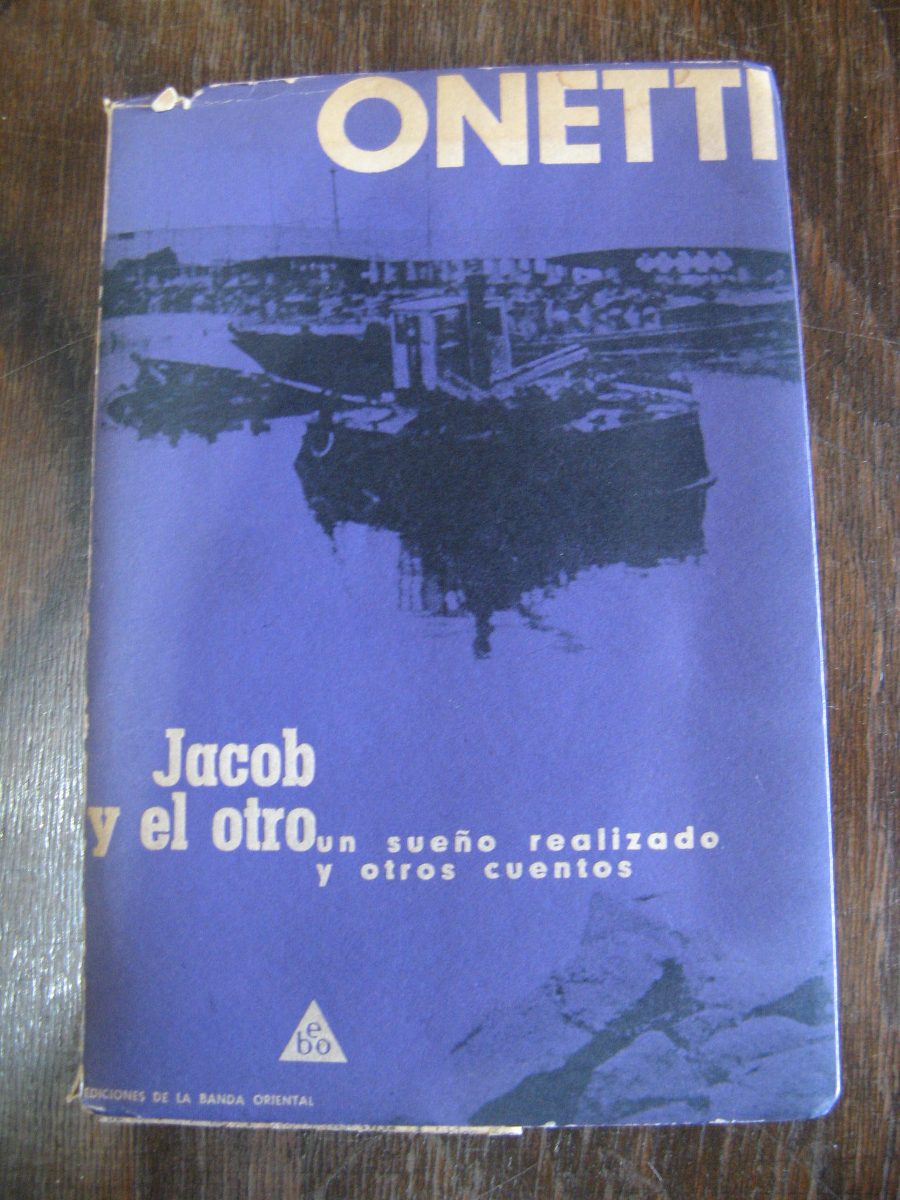 ONETTI
Jacob
y el otro
un sueño realizado
y otros cuentos
e
bo
EDICIONES DE LA BANDA ORIENTAL